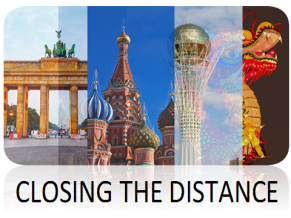 CLOSING THE DISTANCE